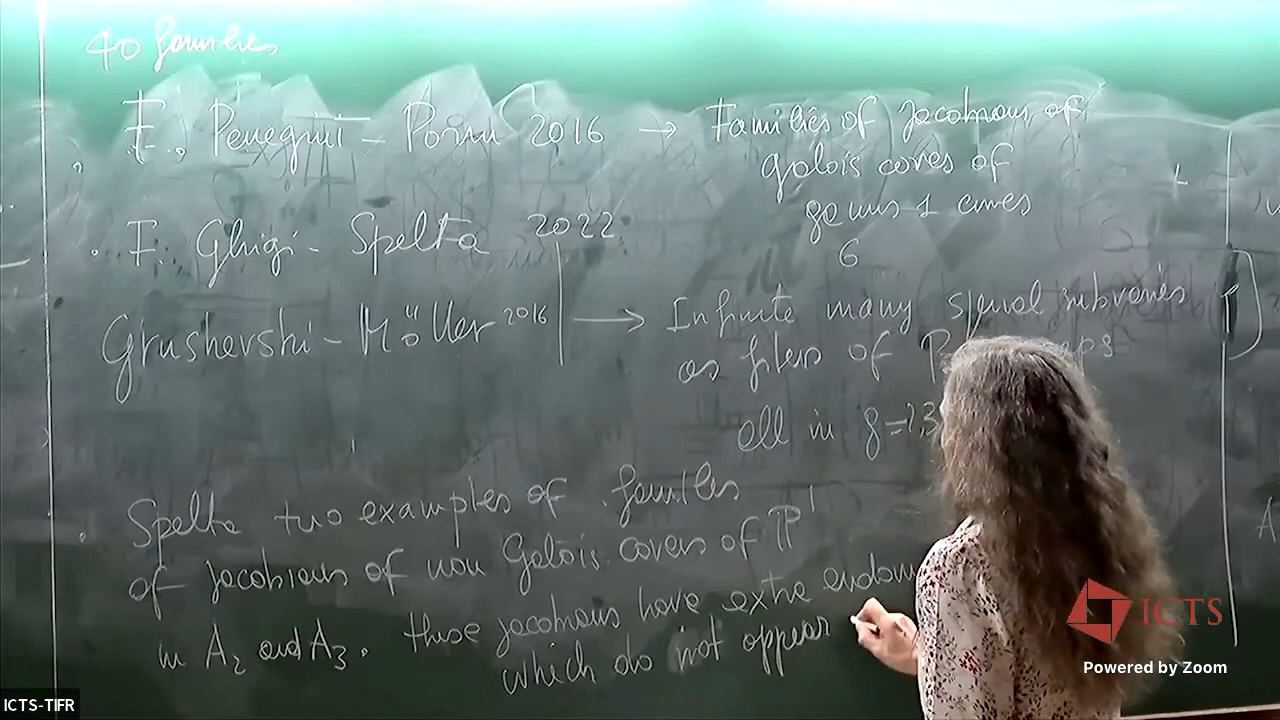 40 families
F., Penegini - Porru 2016 → Families of jacobians of
galois covers of
genus 1 curves
6
. F. Ghigi - Spelta 2022
Grushevski - Möller 2016 → Infinite many special subvarieties
as fibers of
all in g=
. Spelta two examples of families
of jacobians of non Galois covers of P¹
in A₂ and A₃. these jacobians have extra endom
which do not appear
ICTS
Powered by Zoom
ICTS-TIFR